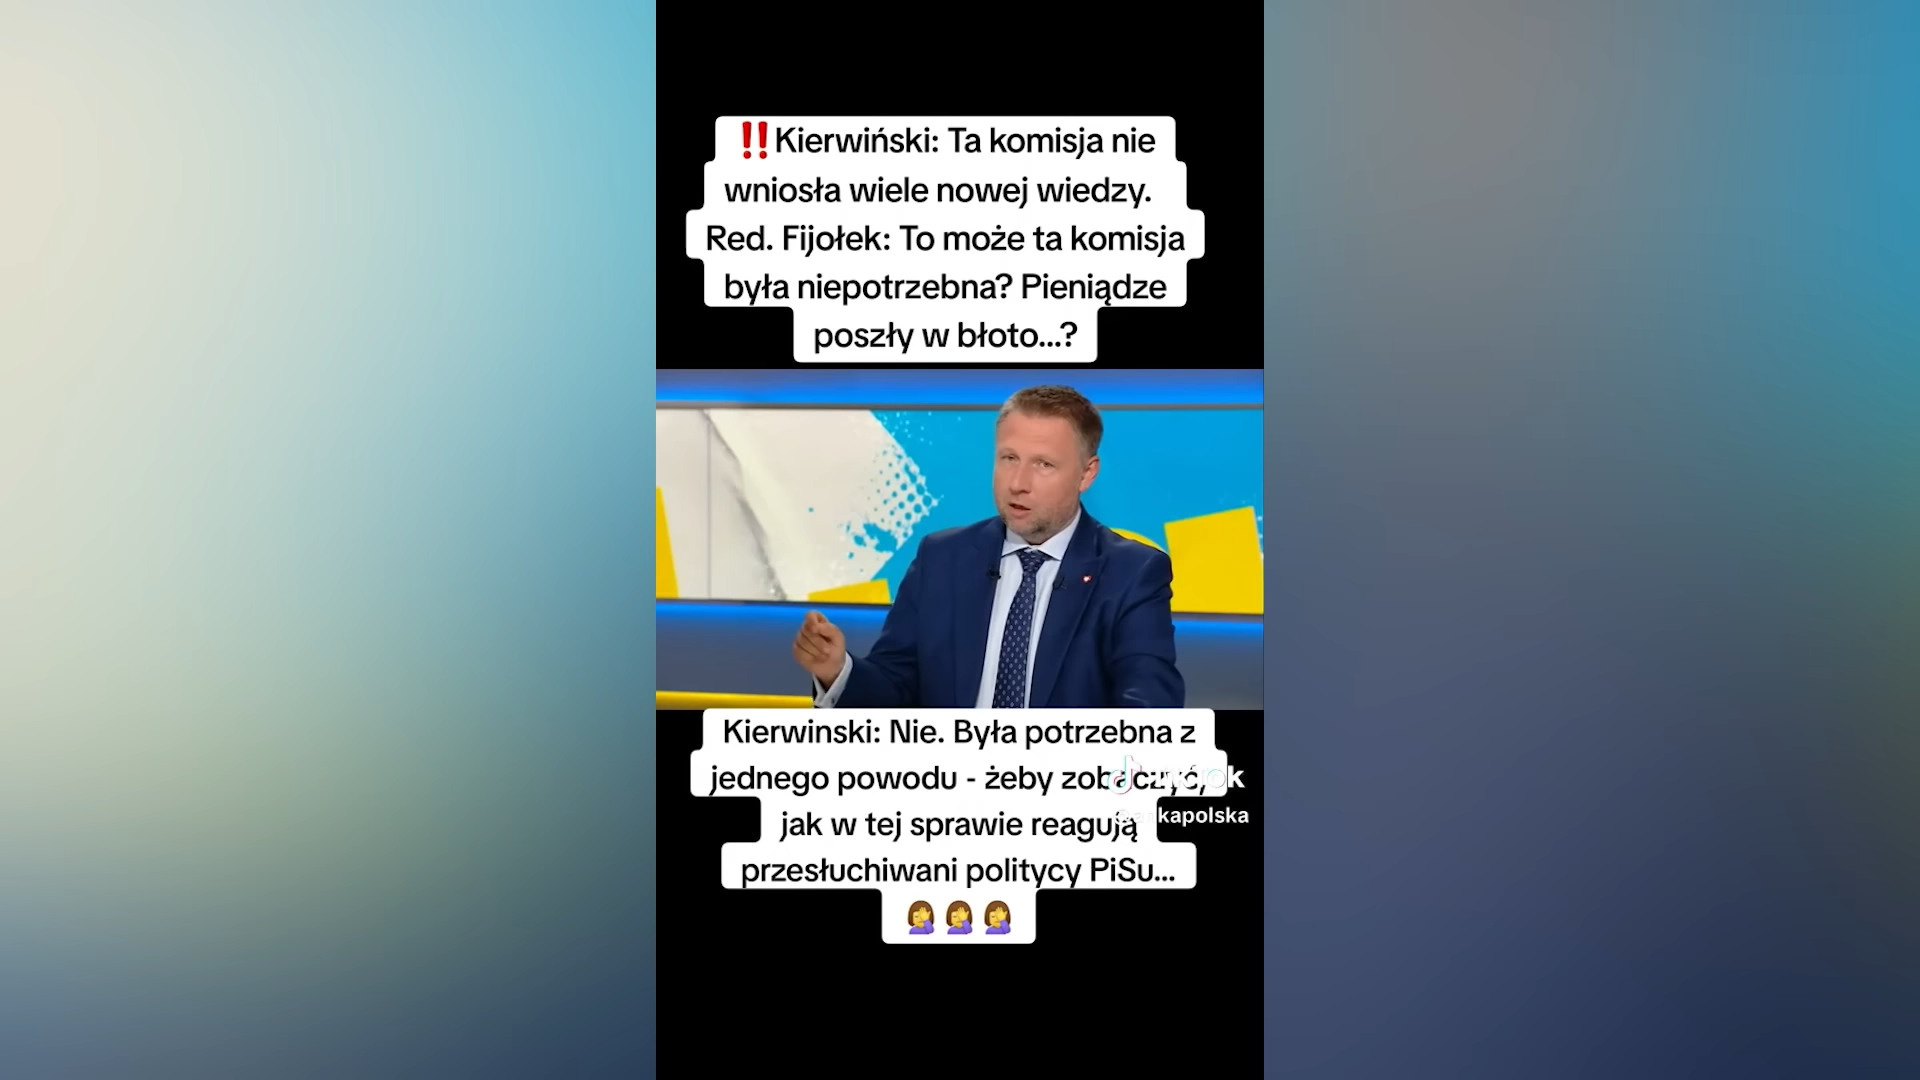 ‼️Kierwiński: Ta komisja nie
wniosła wiele nowej wiedzy.
Red. Fijołek: To może ta komisja
była niepotrzebna? Pieniądze
poszły w błoto...?
Kierwinski: Nie. Była potrzebna z
jednego powodu - żeby zobaczyć,
jak w tej sprawie reagują
przesłuchiwani politycy PiSu...
🤦‍♀️🤦‍♀️🤦‍♀️